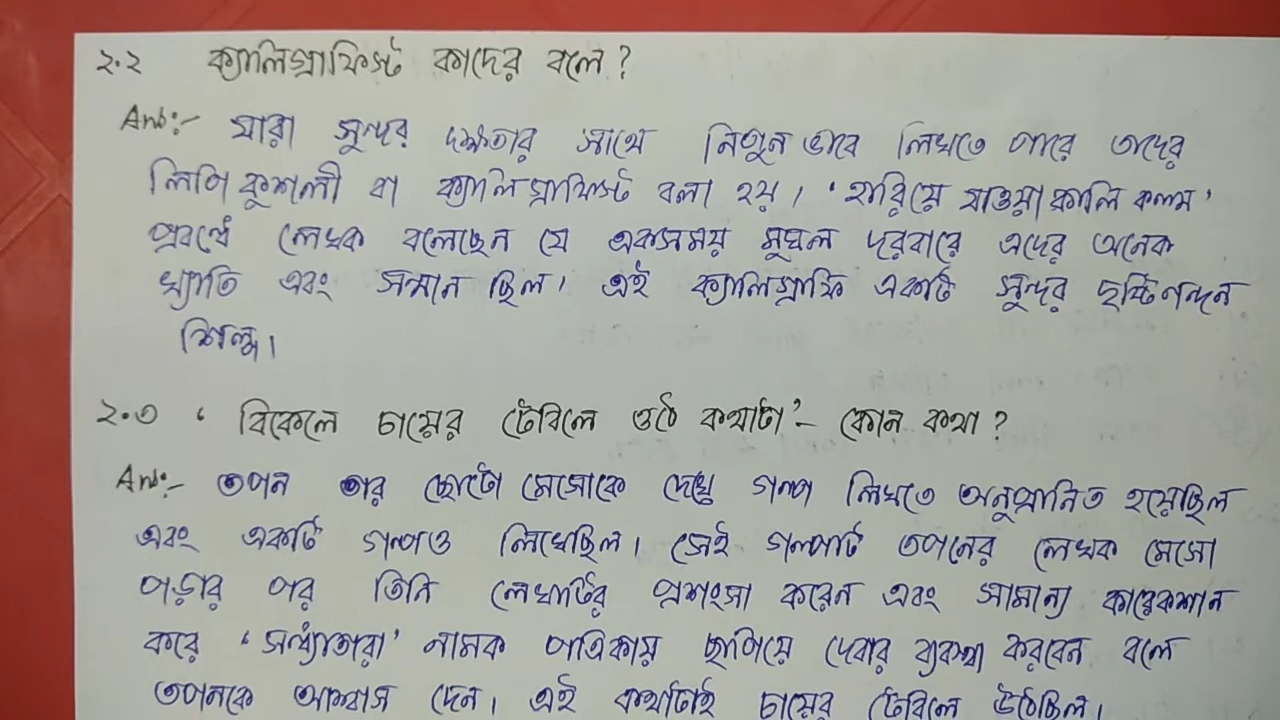 ২.২ ক্যালিগ্রাফিস্ট কাদের বলে?
Ans:- যারা সুন্দর দক্ষতার সাথে নিপুন ভাবে লিখতে পারে তাদের
লিপি কুশলী বা ক্যালিগ্রাফিস্ট বলা হয়। 'হারিয়ে যাওয়া কালি কলম'
প্রবন্ধে লেখক বলেছেন যে একসময় মুঘল দরবারে এদের অনেক
খ্যাতি এবং সন্মান ছিল। এই ক্যালিগ্রাফি একটি সুন্দর দৃষ্টিনন্দন
শিল্প।
২.৩ 'বিকেলে চায়ের টেবিলে ওঠে কথাটা'- কোন কথা?
Ans:- তপন তার ছোটো মেসোকে দেখে গল্প লিখতে অনুপ্রানিত হয়েছিল
এবং একটি গল্পও লিখেছিল। সেই গল্পটি তপনের লেখক মেসো
পড়ার পর তিনি লেখাটির প্রশংসা করেন এবং সামান্য কারেকশান
করে 'সন্ধ্যাতারা' নামক পত্রিকায় ছাপিয়ে দেবার ব্যবস্থা করবেন বলে
তপনকে আশ্বাস দেন। এই কথাটাই চায়ের টেবিলে উঠেছিল।